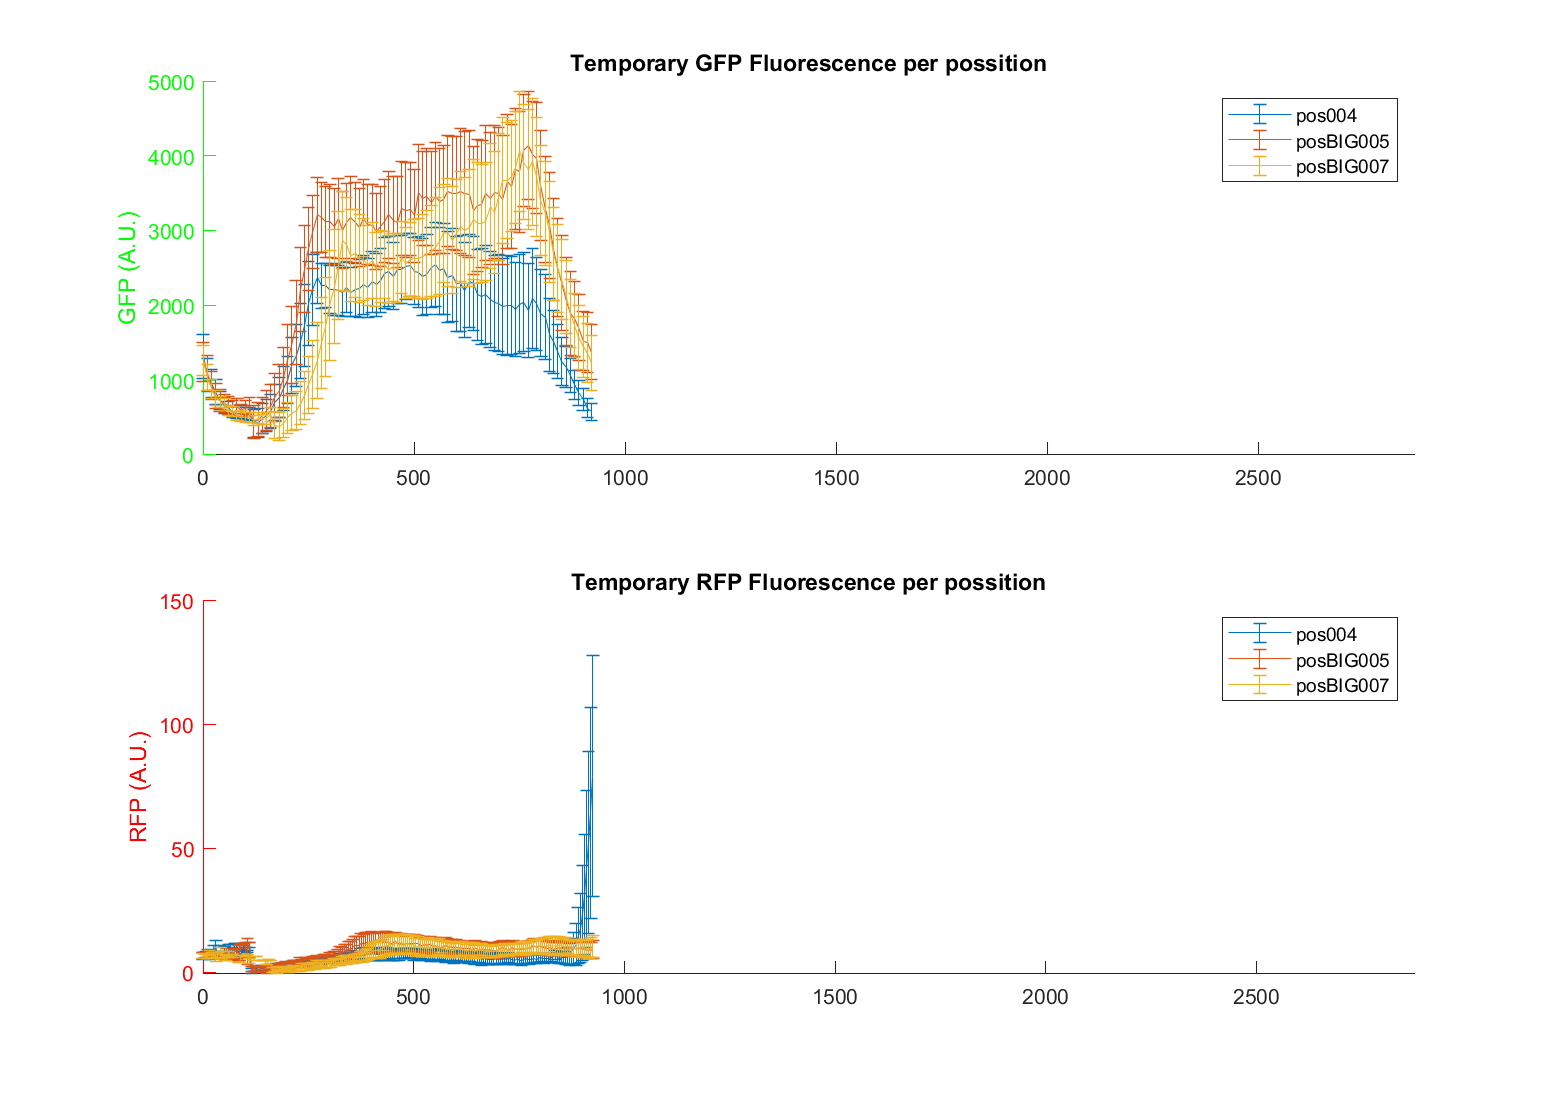 Temporary GFP Fluorescence per possition
5000
4000
3000
2000
1000
0
GFP (A.U.)
0 500 1000 1500 2000 2500
pos004
posBIG005
posBIG007
Temporary RFP Fluorescence per possition
150
100
50
0
RFP (A.U.)
0 500 1000 1500 2000 2500
pos004
posBIG005
posBIG007